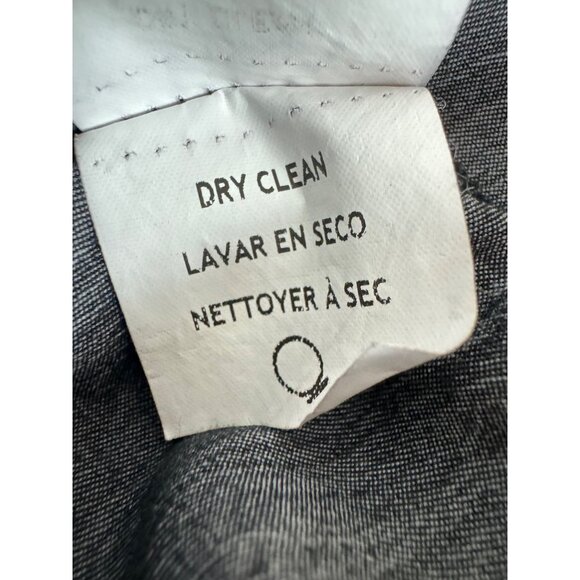 DRY CLEAN
LAVAR EN SECO
NETTOYER À SEC